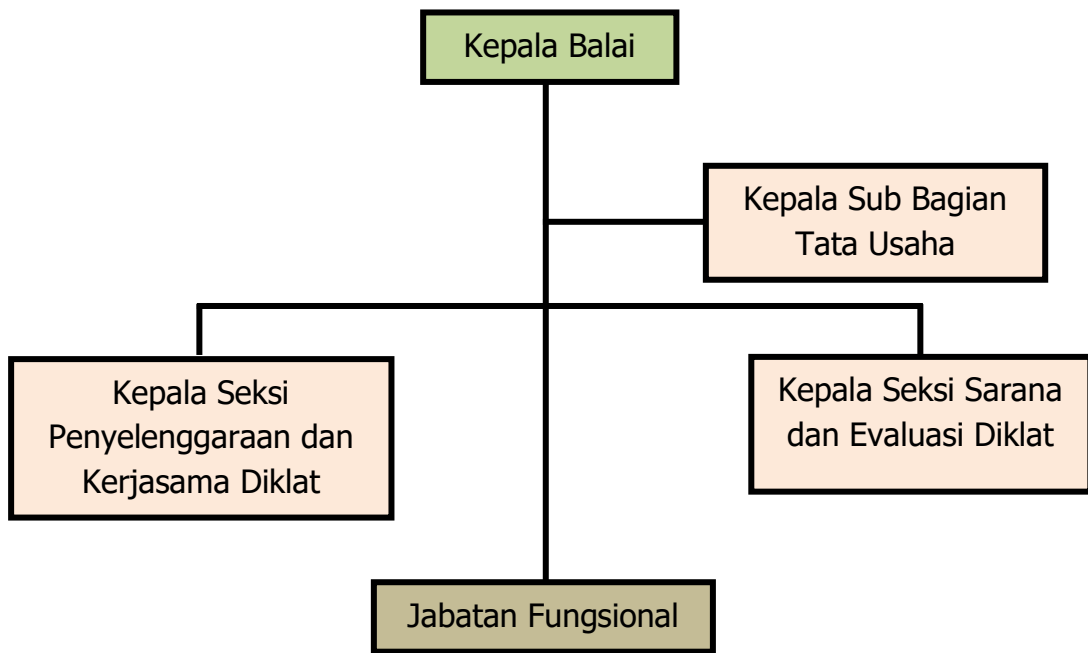 Kepala Balai
Kepala Sub Bagian
Tata Usaha
Kepala Seksi
Penyelenggaraan dan
Kerjasama Diklat
Kepala Seksi Sarana
dan Evaluasi Diklat
Jabatan Fungsional